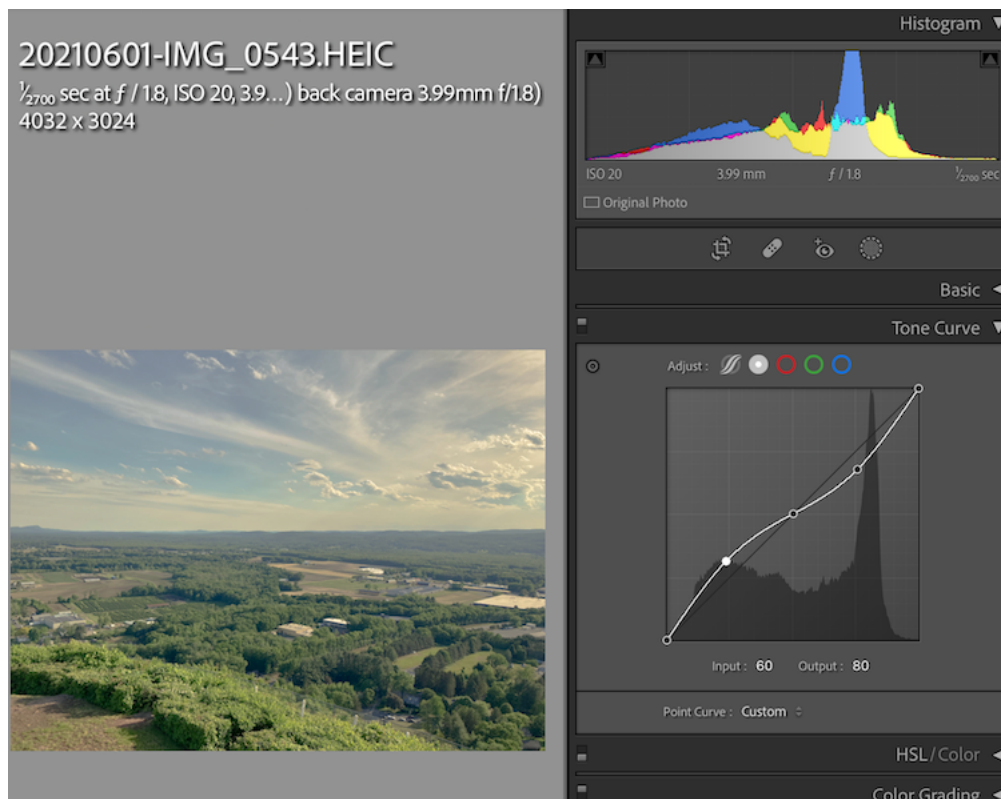 20210601-IMG_0543.HEIC
1/2700 sec at ƒ / 1.8, ISO 20, 3.9...) back camera 3.99mm f/1.8)
4032 x 3024
Histogram
ISO 20 3.99 mm ƒ / 1.8 1/2700 sec
Original Photo
Basic
Tone Curve
Adjust :
Input : 60 Output : 80
Point Curve : Custom
HSL / Color
Color Grading